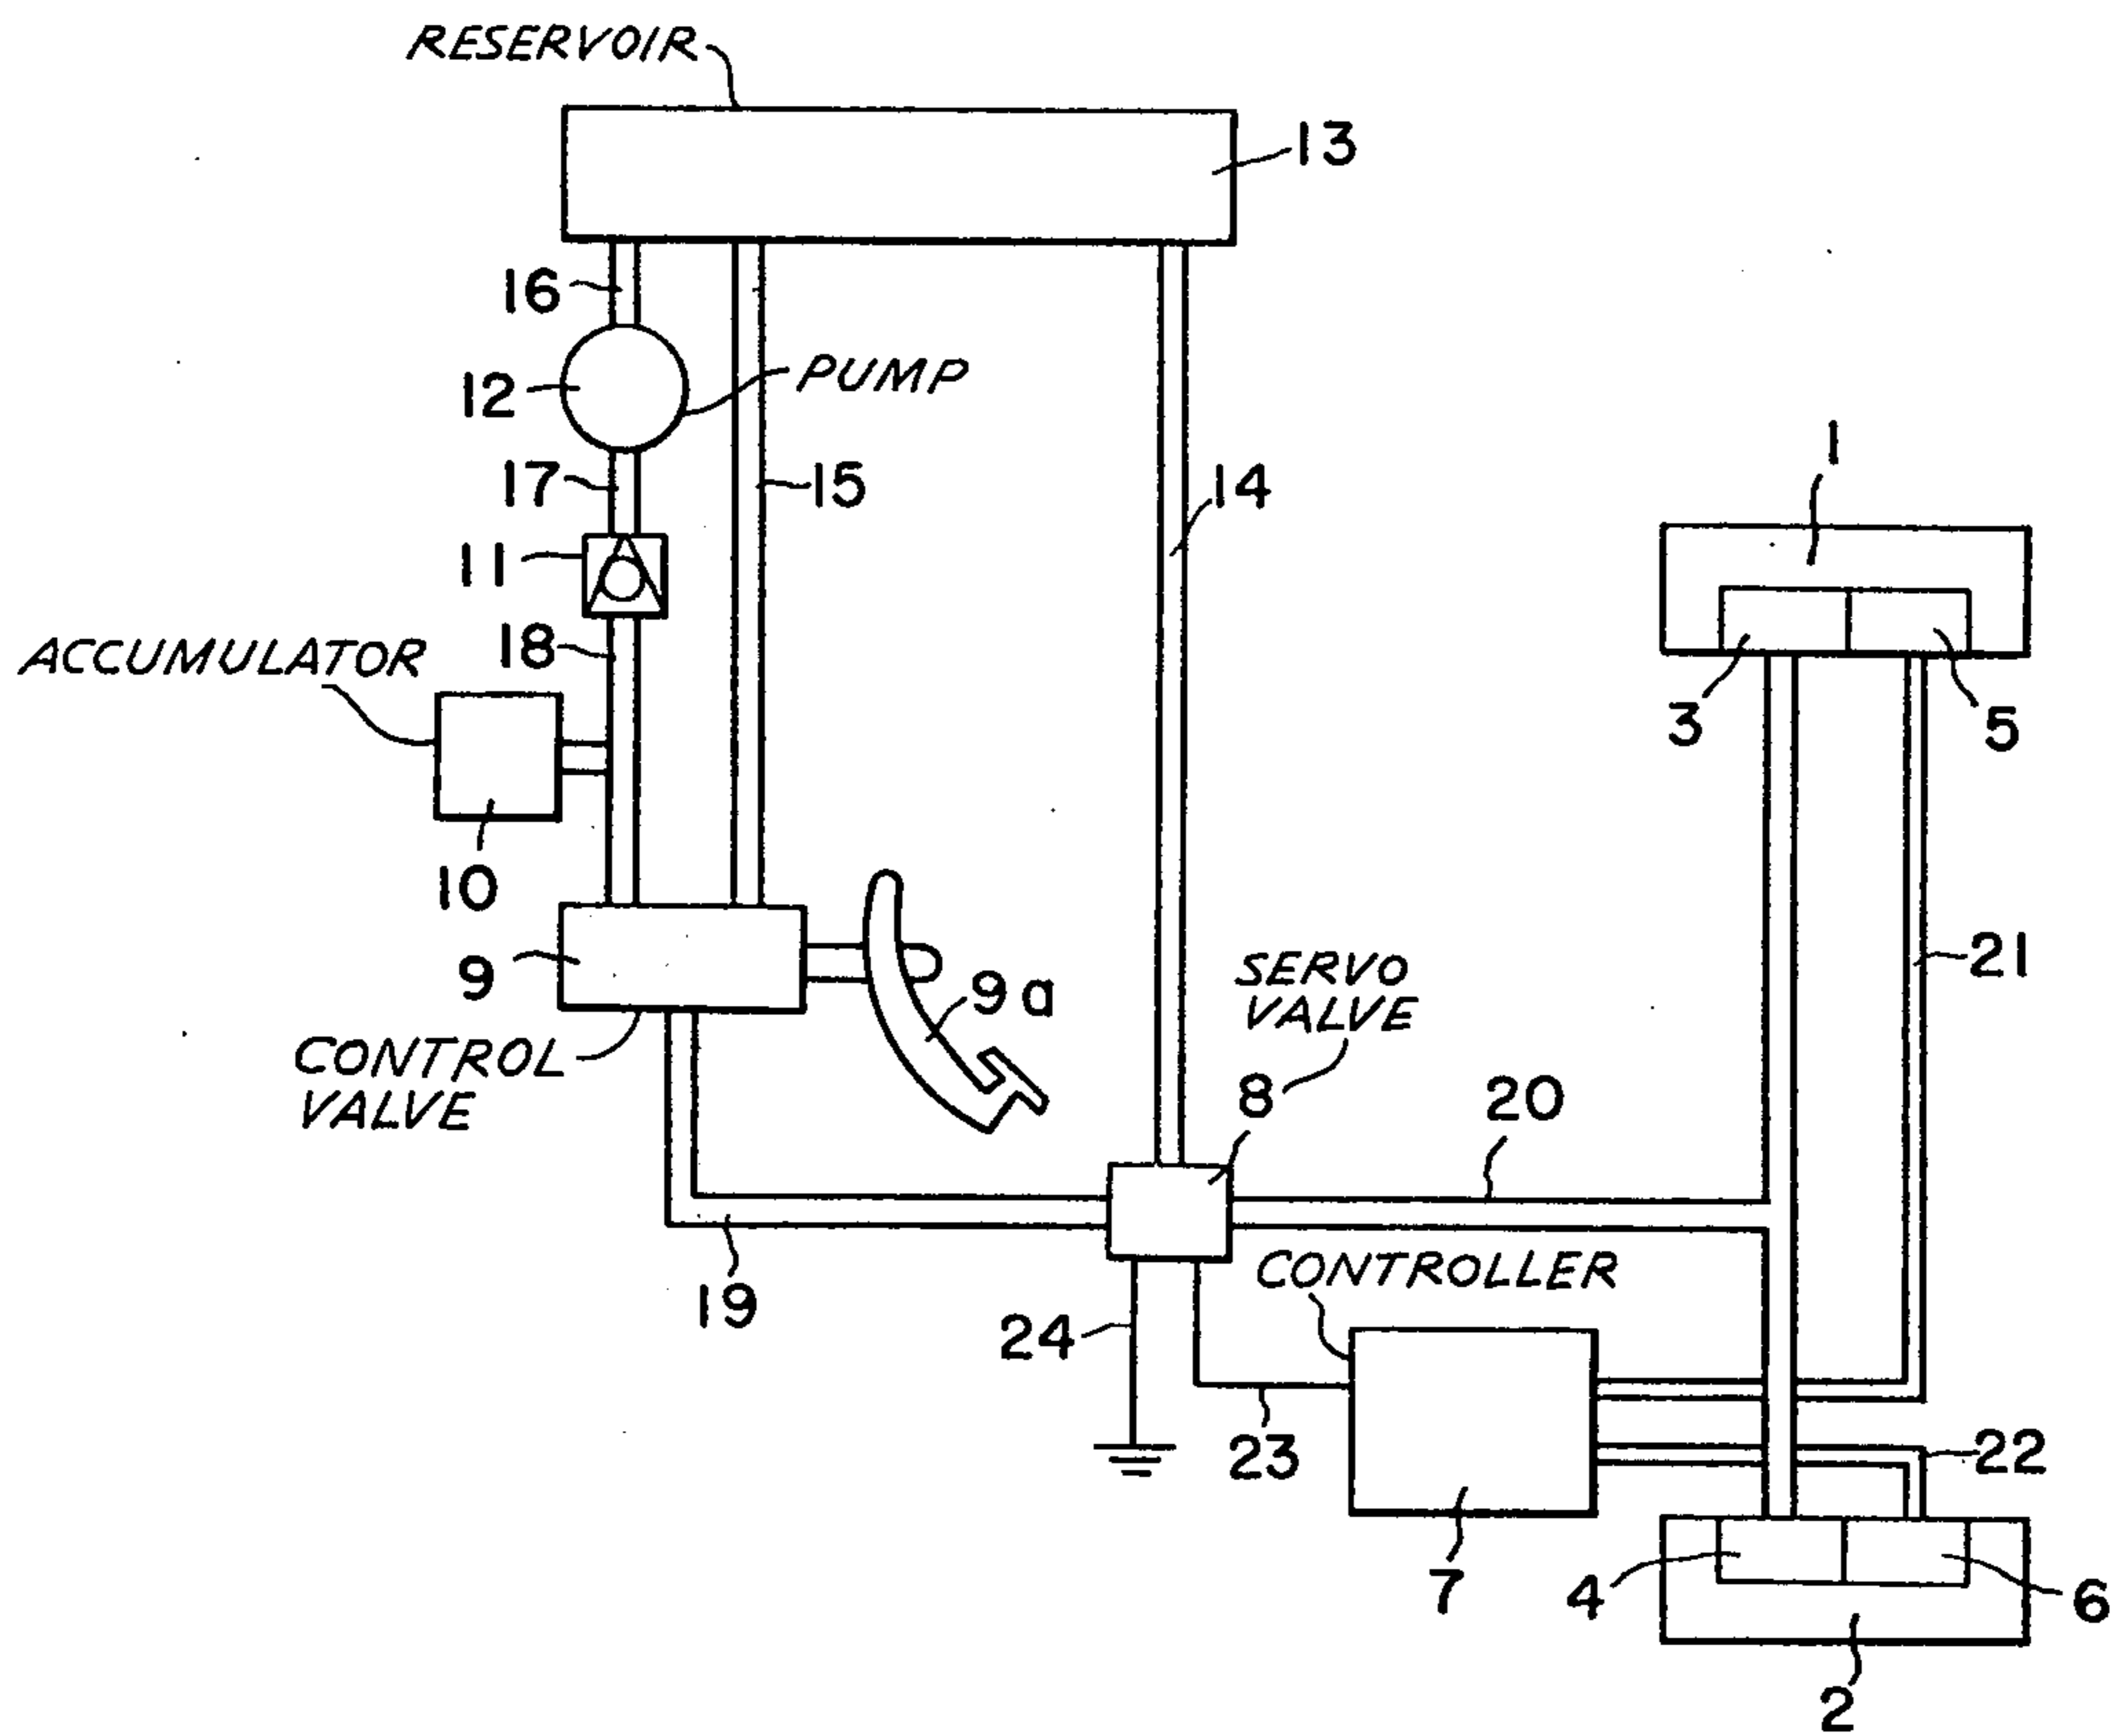 RESERVOIR
13
16
12
PUMP
17
15
14
1
11
18
ACCUMULATOR
3
5
10
9
9a
21
SERVO
VALVE
CONTROL
VALVE
8
20
CONTROLLER
19
24
23
22
7
4
6
2